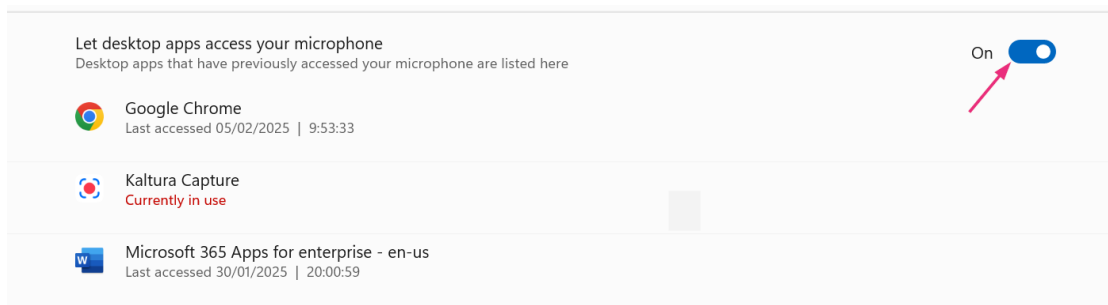 Let desktop apps access your microphone
Desktop apps that have previously accessed your microphone are listed here
On
Google Chrome
Last accessed 05/02/2025 | 9:53:33
Kaltura Capture
Currently in use
W
Microsoft 365 Apps for enterprise - en-us
Last accessed 30/01/2025 | 20:00:59